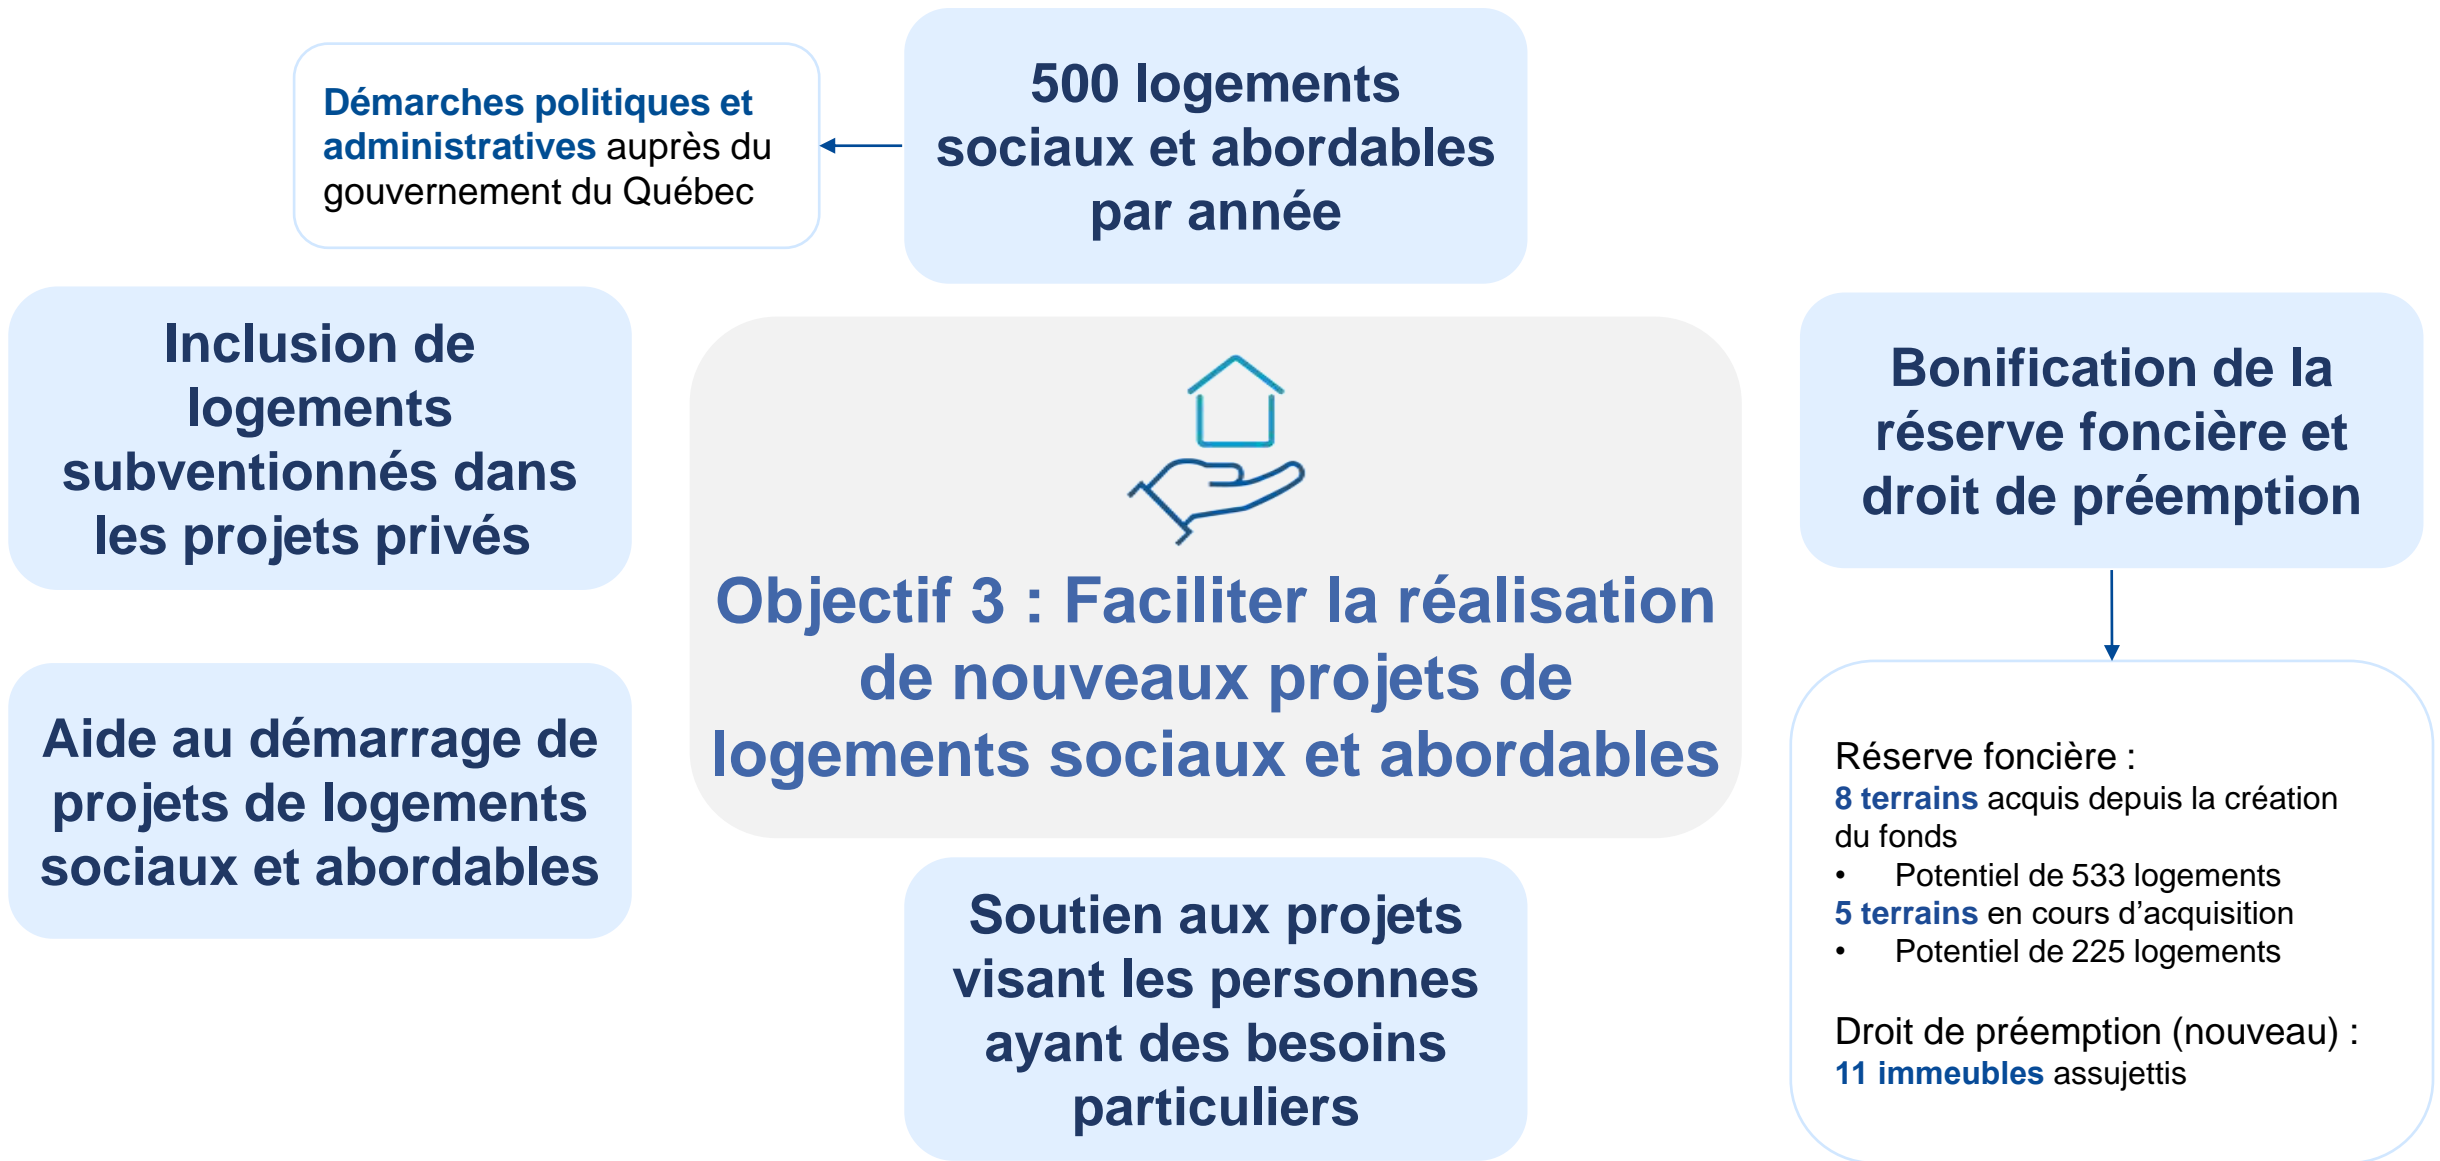 Démarches politiques et
administratives auprès du
gouvernement du Québec
500 logements
sociaux et abordables
par année
Inclusion de
logements
subventionnés dans
les projets privés
Aide au démarrage de
projets de logements
sociaux et abordables
Objectif 3 : Faciliter la réalisation
de nouveaux projets de
logements sociaux et abordables
Soutien aux projets
visant les personnes
ayant des besoins
particuliers
Bonification de la
réserve foncière et
droit de préemption
Réserve foncière :
8 terrains acquis depuis la création
du fonds
• Potentiel de 533 logements
5 terrains en cours d’acquisition
• Potentiel de 225 logements
Droit de préemption (nouveau) :
11 immeubles assujettis